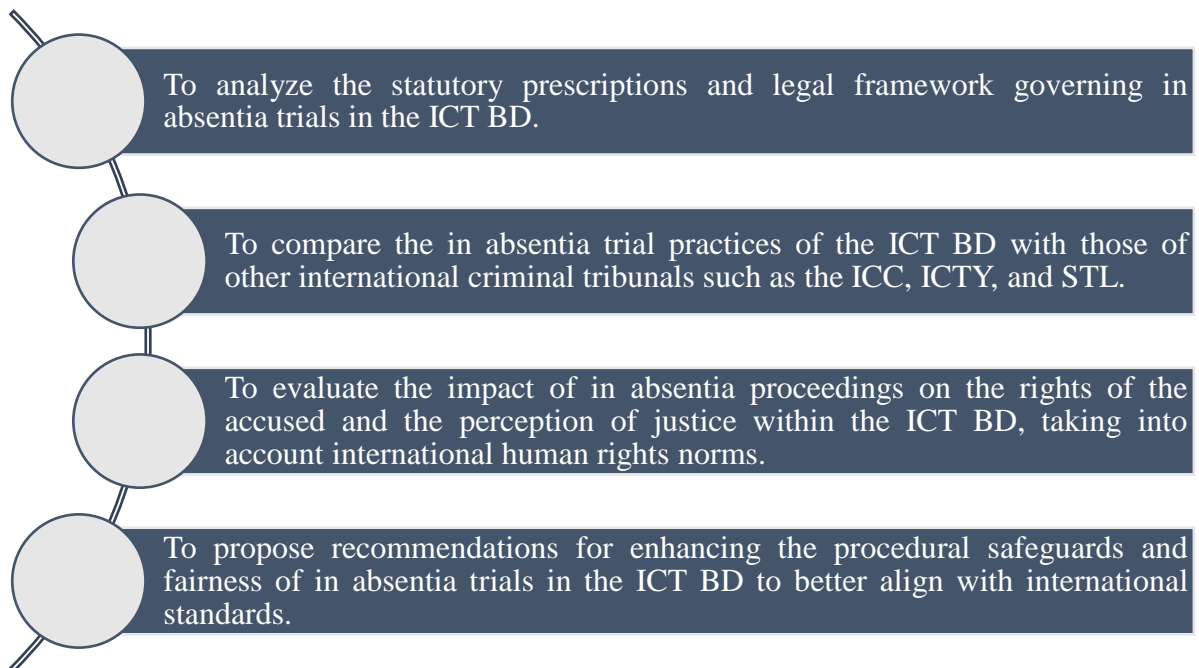 To analyze the statutory prescriptions and legal framework governing in
absentia trials in the ICT BD.
To compare the in absentia trial practices of the ICT BD with those of
other international criminal tribunals such as the ICC, ICTY, and STL.
To evaluate the impact of in absentia proceedings on the rights of the
accused and the perception of justice within the ICT BD, taking into
account international human rights norms.
To propose recommendations for enhancing the procedural safeguards and
fairness of in absentia trials in the ICT BD to better align with international
standards.